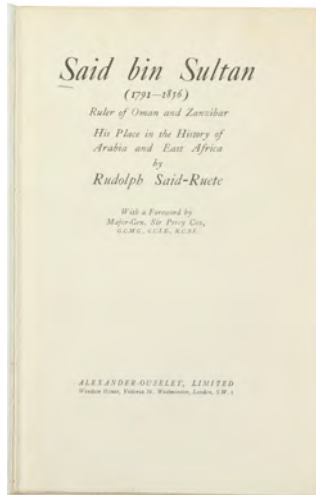 Said bin Sultan
(1791—1856)
Ruler of Oman and Zanzibar
His Place in the History of
Arabia and East Africa
by
Rudolph Said-Ruete
With a Foreword by
Major-Gen. Sir Percy Cox,
G.C.M.G., G.C.I.E., K.C.S.I.
ALEXANDER-OUSELEY, LIMITED
Windsor House, Victoria St. Westminster, London, S.W. 1